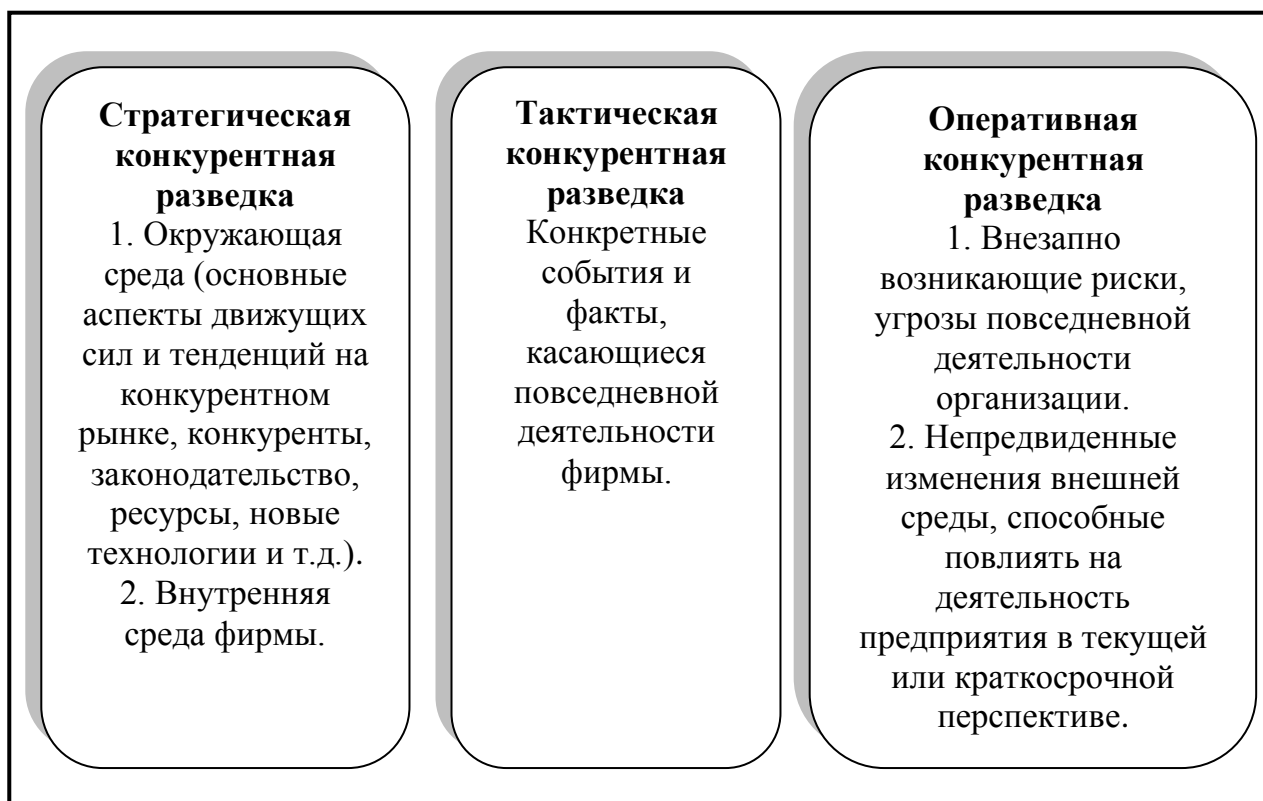 Стратегическая
конкурентная
разведка
1. Окружающая
среда (основные
аспекты движущих
сил и тенденций на
конкурентном
рынке, конкуренты,
законодательство,
ресурсы, новые
технологии и т.д.).
2. Внутренняя
среда фирмы.
Тактическая
конкурентная
разведка
Конкретные
события и
факты,
касающиеся
повседневной
деятельности
фирмы.
Оперативная
конкурентная
разведка
1. Внезапно
возникающие риски,
угрозы повседневной
деятельности
организации.
2. Непредвиденные
изменения внешней
среды, способные
повлиять на
деятельность
предприятия в текущей
или краткосрочной
перспективе.